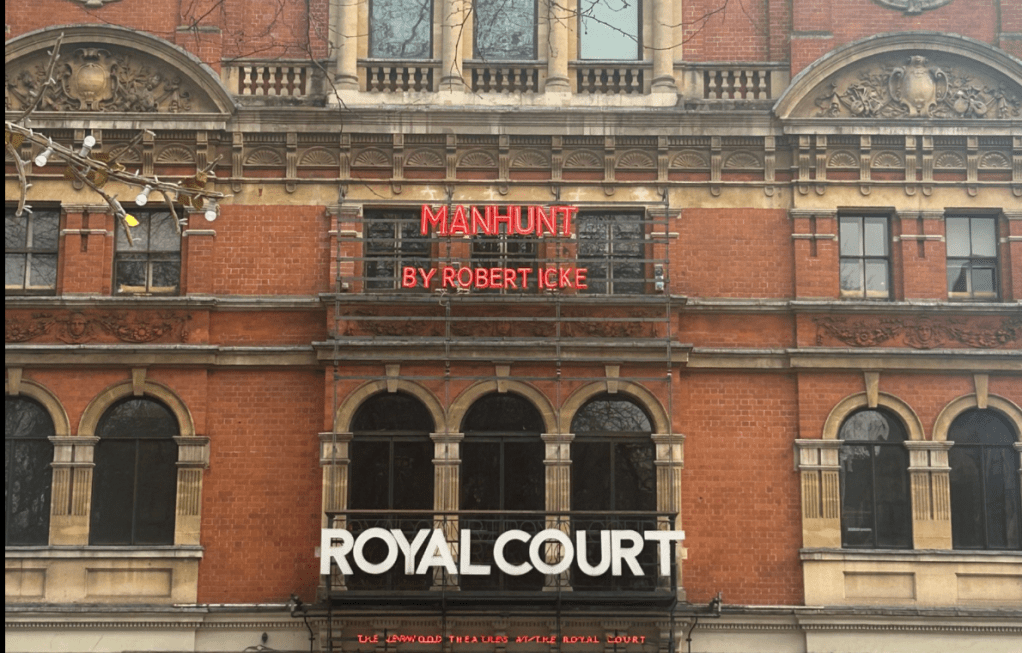 MANHUNT
BY ROBERT ICKE
ROYAL COURT
THE JERWOOD THEATRES AT THE ROYAL COURT